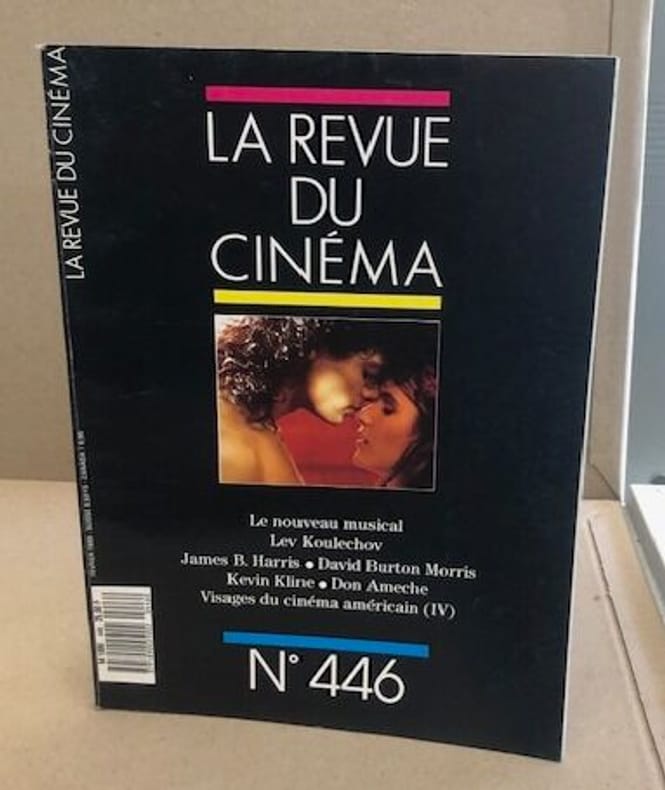 LA REVUE DU CINÉMA
LA REVUE
DU
CINÉMA
Le nouveau musical
Lev Koulechov
James B. Harris • David Burton Morris
Kevin Kline • Don Ameche
Visages du cinéma américain (IV)
N° 446